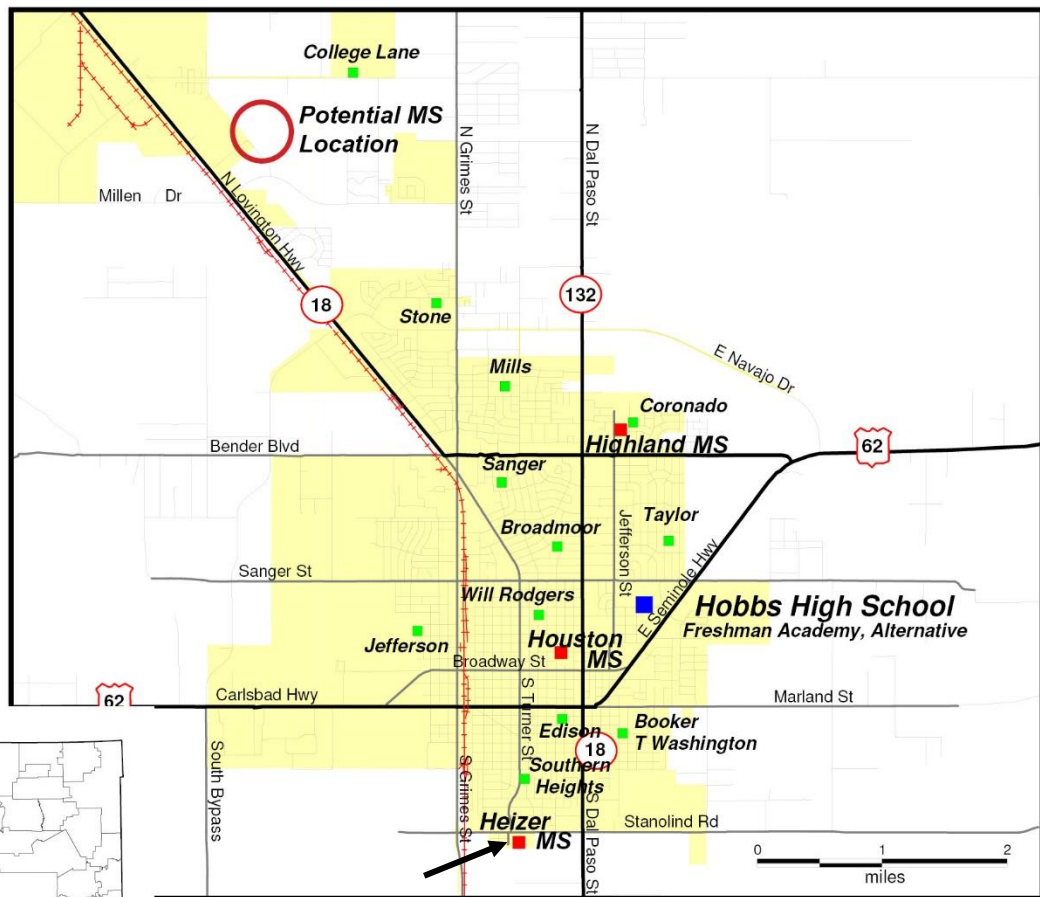 College Lane
Potential MS
Location
N Grimes St
N Dal Paso St
Millen Dr
N Lovington Hwy
18
132
Stone
E Navajo Dr
Mills
Coronado
Highland MS
62
Bender Blvd
Sanger
Jefferson St
Taylor
Broadmoor
E Seminole Hwy
Sanger St
Will Rodgers
Hobbs High School
Freshman Academy, Alternative
Jefferson
Houston
MS
Broadway St
62
Carlsbad Hwy
Marland St
S Turner St
Edison
Booker
T Washington
18
South Bypass
S Grimes St
Southern
Heights
S Dal Paso St
Heizer
MS
Stanolind Rd
0 1 2
miles